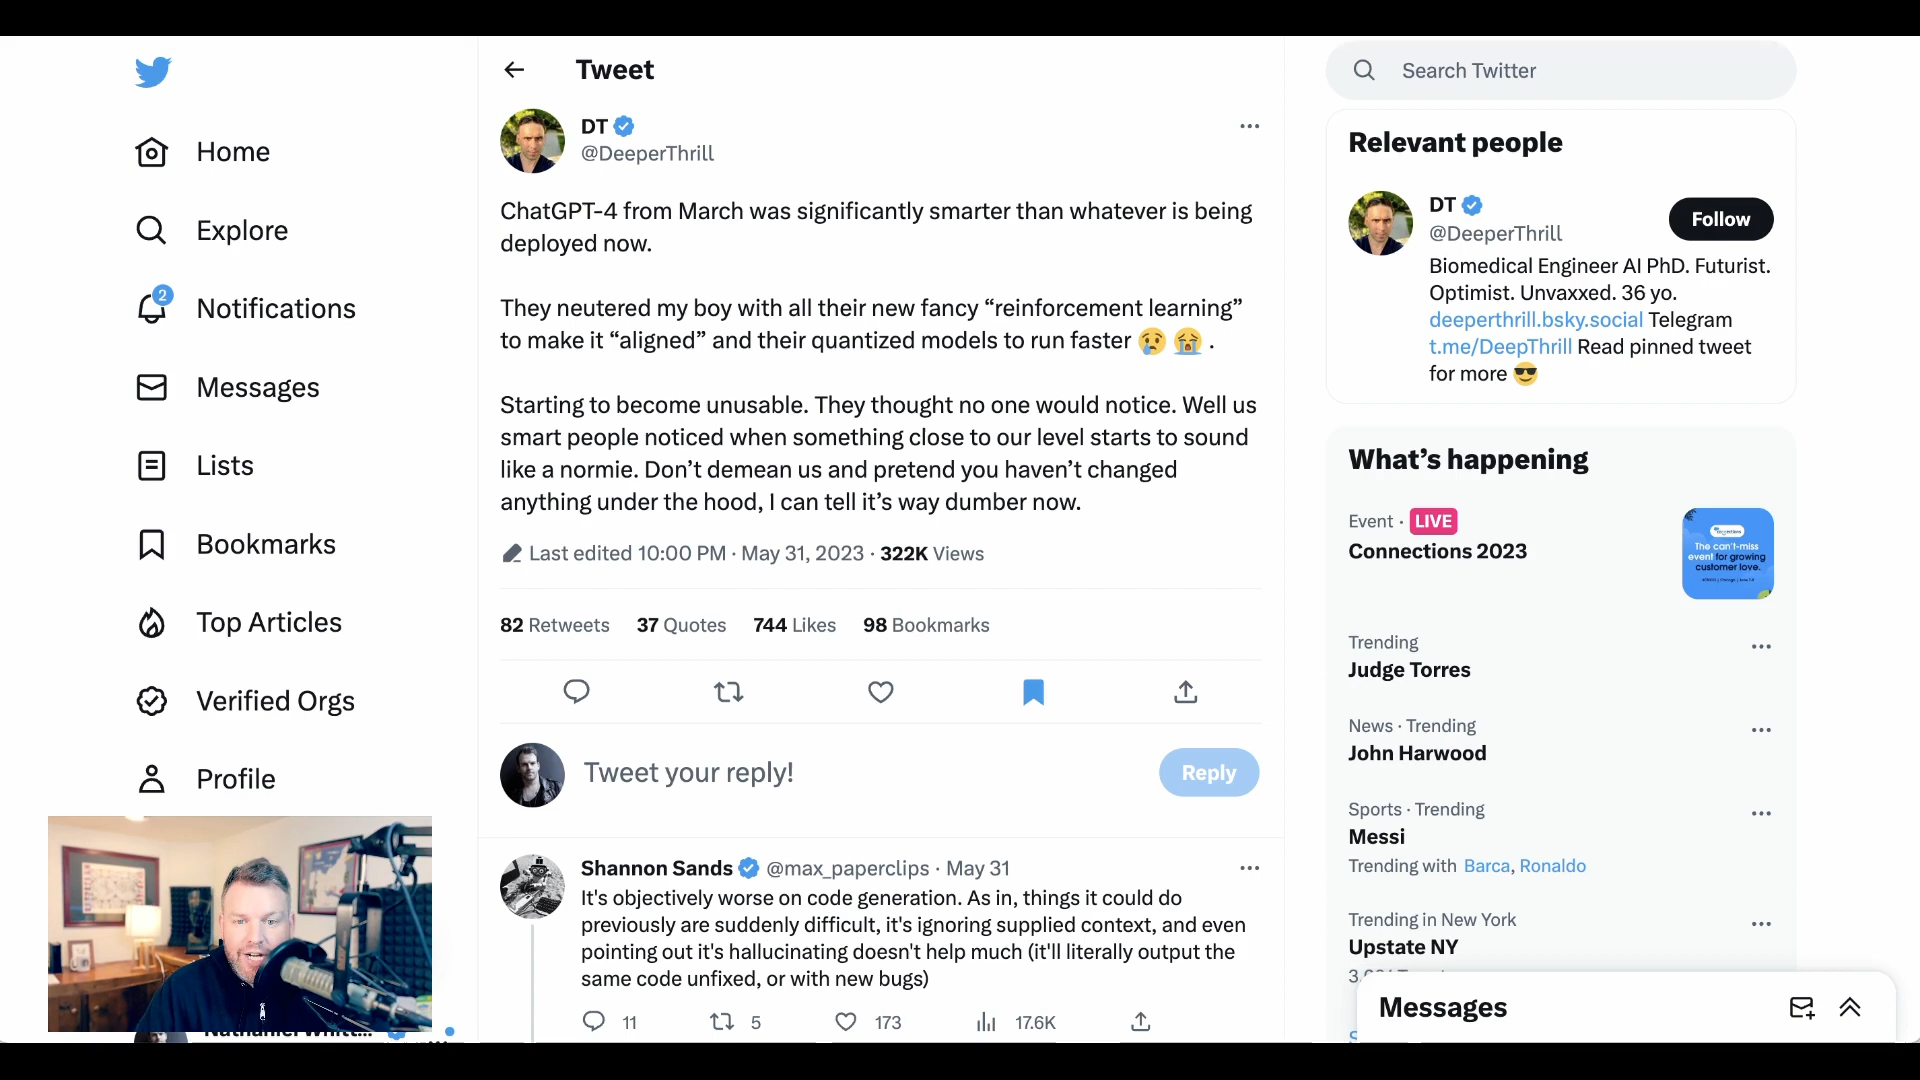 Home
Explore
2
Notifications
Messages
Lists
Bookmarks
Top Articles
Verified Orgs
Profile
Tweet
DT
@DeeperThrill
ChatGPT-4 from March was significantly smarter than whatever is being
deployed now.
They neutered my boy with all their new fancy “reinforcement learning”
to make it “aligned” and their quantized models to run faster 😢 😭 .
Starting to become unusable. They thought no one would notice. Well us
smart people noticed when something close to our level starts to sound
like a normie. Don’t demean us and pretend you haven’t changed
anything under the hood, I can tell it’s way dumber now.
Last edited 10:00 PM · May 31, 2023 · 322K Views
82 Retweets 37 Quotes 744 Likes 98 Bookmarks
Tweet your reply!
Reply
Shannon Sands @max_paperclips · May 31
It's objectively worse on code generation. As in, things it could do
previously are suddenly difficult, it's ignoring supplied context, and even
pointing out it's hallucinating doesn't help much (it'll literally output the
same code unfixed, or with new bugs)
11 5 173 17.6K
Search Twitter
Relevant people
DT
@DeeperThrill
Follow
Biomedical Engineer AI PhD. Futurist.
Optimist. Unvaxxed. 36 yo.
deeperthrill.bsky.social Telegram
t.me/DeepThrill Read pinned tweet
for more 😎
What’s happening
Event · LIVE
Connections 2023
The can't-miss
event for growing
customer love.
Trending
Judge Torres
News · Trending
John Harwood
Sports · Trending
Messi
Trending with Barca, Ronaldo
Trending in New York
Upstate NY
Messages